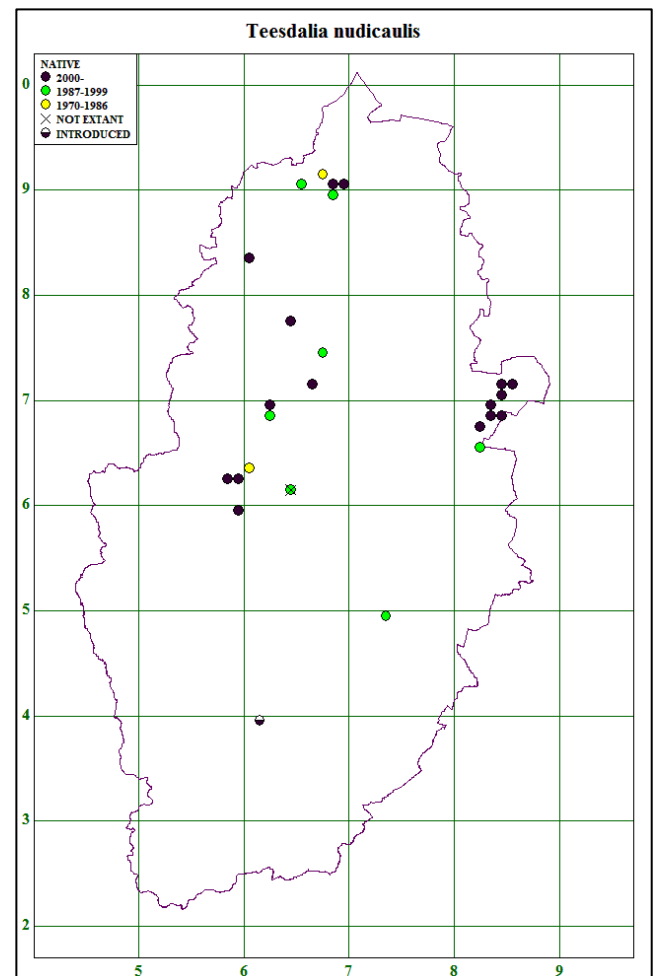 Teesdalia nudicaulis
NATIVE
2000-
1987-1999
1970-1986
NOT EXTANT
INTRODUCED
0
9
8
7
6
5
4
3
2
5 6 7 8 9